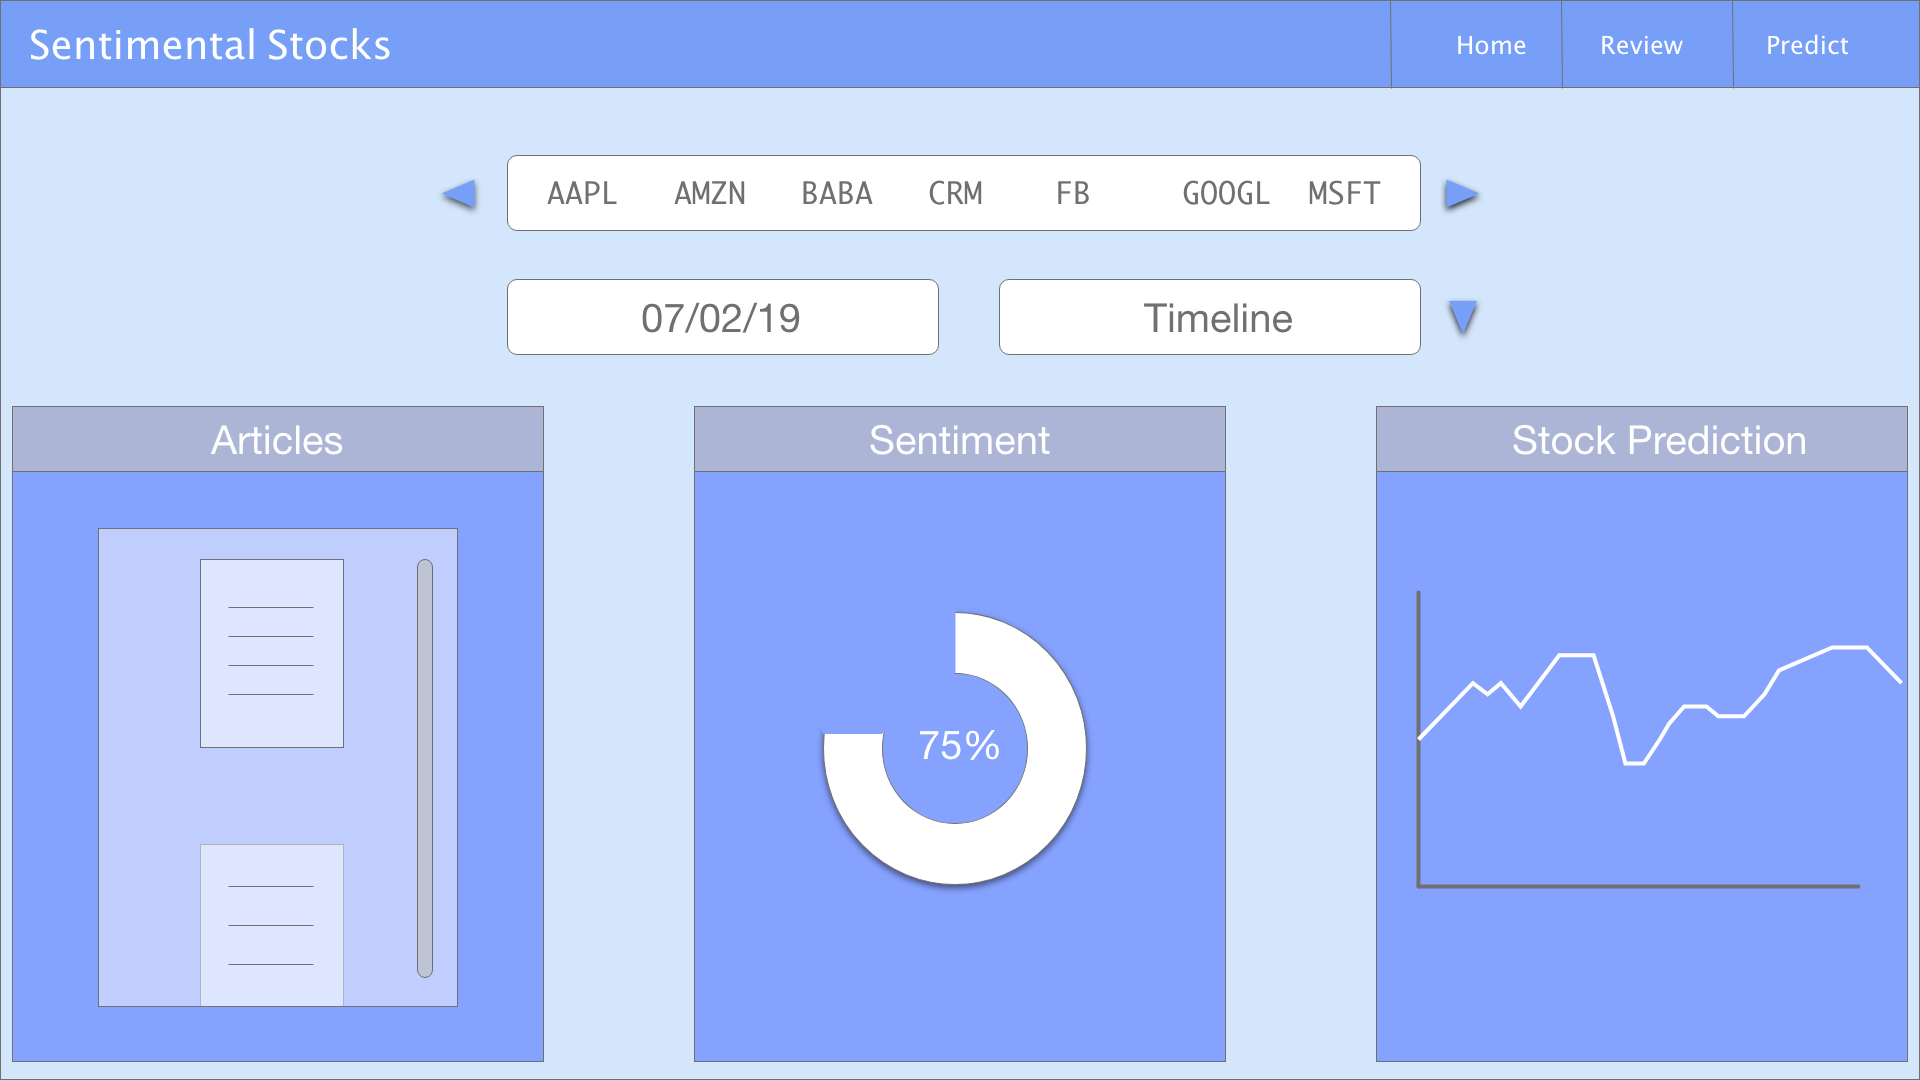 Sentimental Stocks
Home Review Predict
AAPL AMZN BABA CRM FB GOOGL MSFT
07/02/19 Timeline
Articles Sentiment Stock Prediction
75%